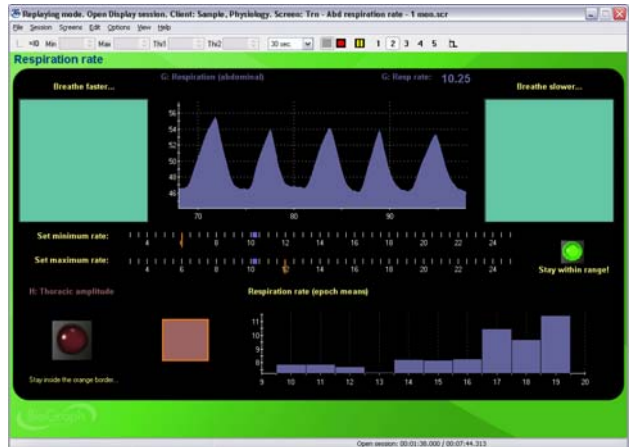 Replaying mode. Open Display session. Client: Sample, Physiology. Screen: Trn - Abd respiration rate - 1 mon.scr
File Session Screens Edit Options View Help
Min Max Thr1 Thr2 30 sec 1 2 3 4 5
Respiration rate
Breathe faster...
G: Respiration (abdominal)
G: Resp rate: 10.25
Breathe slower...
56
54
52
50
48
46
70 80 90
Set minimum rate:
4 6 8 10 12 14 16 18 20 22 24
Set maximum rate:
4 6 8 10 12 14 16 18 20 22 24
Stay within range!
H: Thoracic amplitude
Respiration rate (epoch means)
11
10
9
8
9 10 11 12 13 14 15 16 17 18 19 20
Stay inside the orange border...
BioGraph
Open session: 00:01:38.000 / 00:07:44.313